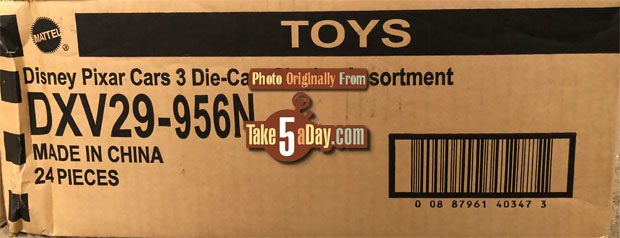 MATTEL
TOYS
Disney Pixar Cars 3 Die-Ca
sortment
Photo Originally From
DXV29-956N
Take5aDay.com
MADE IN CHINA
24 PIECES
0 08 87961 40347 3